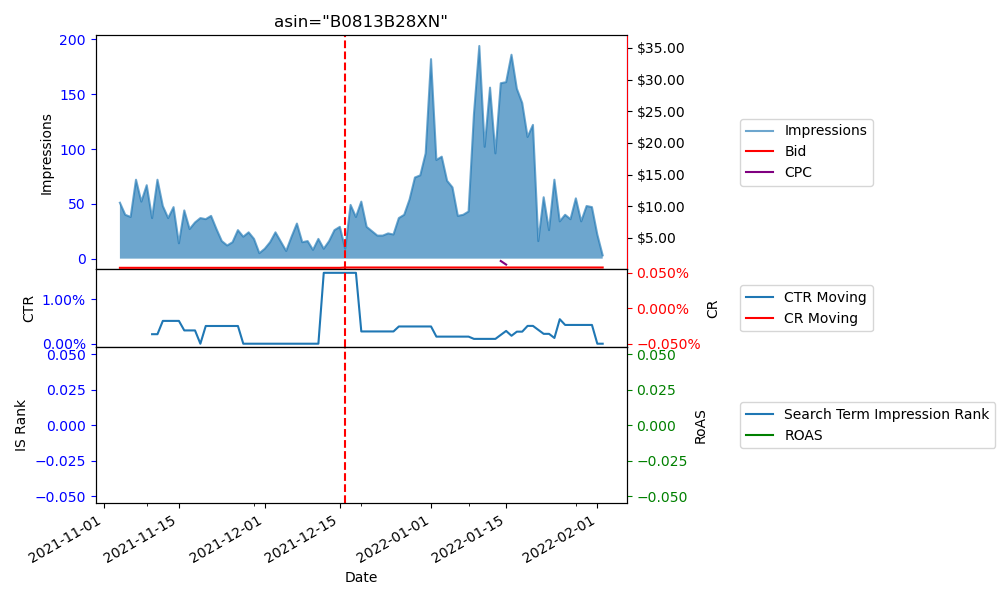 asin="B0813B28XN"
Impressions
200
150
100
50
0
$35.00
$30.00
$25.00
$20.00
$15.00
$10.00
$5.00
Impressions
Bid
CPC
CTR
1.00%
0.00%
0.050%
0.000%
−0.050%
CR
CTR Moving
CR Moving
IS Rank
0.050
0.025
0.000
−0.025
−0.050
0.050
0.025
0.000
−0.025
−0.050
RoAS
Search Term Impression Rank
ROAS
2021-11-01
2021-11-15
2021-12-01
2021-12-15
2022-01-01
2022-01-15
2022-02-01
Date